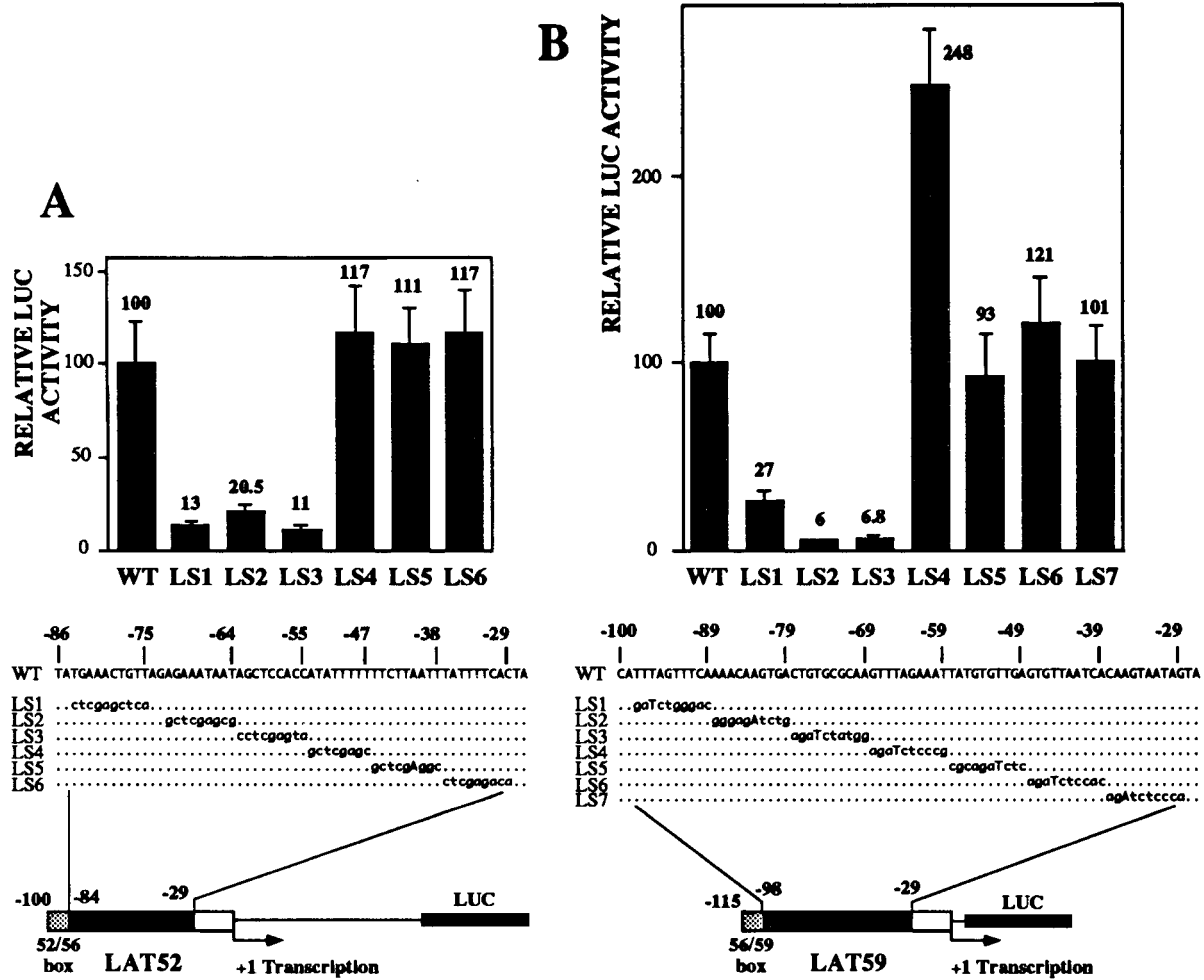 A
RELATIVE LUC ACTIVITY
150
100
50
0
100
13
20.5
11
117
111
117
WT LS1 LS2 LS3 LS4 LS5 LS6
-86 -75 -64 -55 -47 -38 -29
WT TATGAAACTGTTAGAGAAATAATAGCTCCACCATATTTTTTTCTTAATTTATTTTCACTA
LS1 ..ctcgagctca..
LS2 gctcgagcg
LS3 cctcgagta
LS4 gctcgagc
LS5 gctcgAggc
LS6 ctcgagaca
-100 -84 -29 LUC
52/56 box LAT52 +1 Transcription
B
RELATIVE LUC ACTIVITY
200
100
0
100
27
6
6.8
248
93
121
101
WT LS1 LS2 LS3 LS4 LS5 LS6 LS7
-100 -89 -79 -69 -59 -49 -39 -29
WT CATTTAGTTTCAAAACAAGTGACTGTGCGCAAGTTTAGAAATTATGTGTTGAGTGTTAATCACAAGTAATAGTA
LS1 gaTctgggac
LS2 gggagAtctg
LS3 agaTctatgg
LS4 agaTctcccg
LS5 cgcagaTctc
LS6 agaTctccac
LS7 agAtctccca
-115 -98 -29 LUC
56/59 box LAT59 +1 Transcription